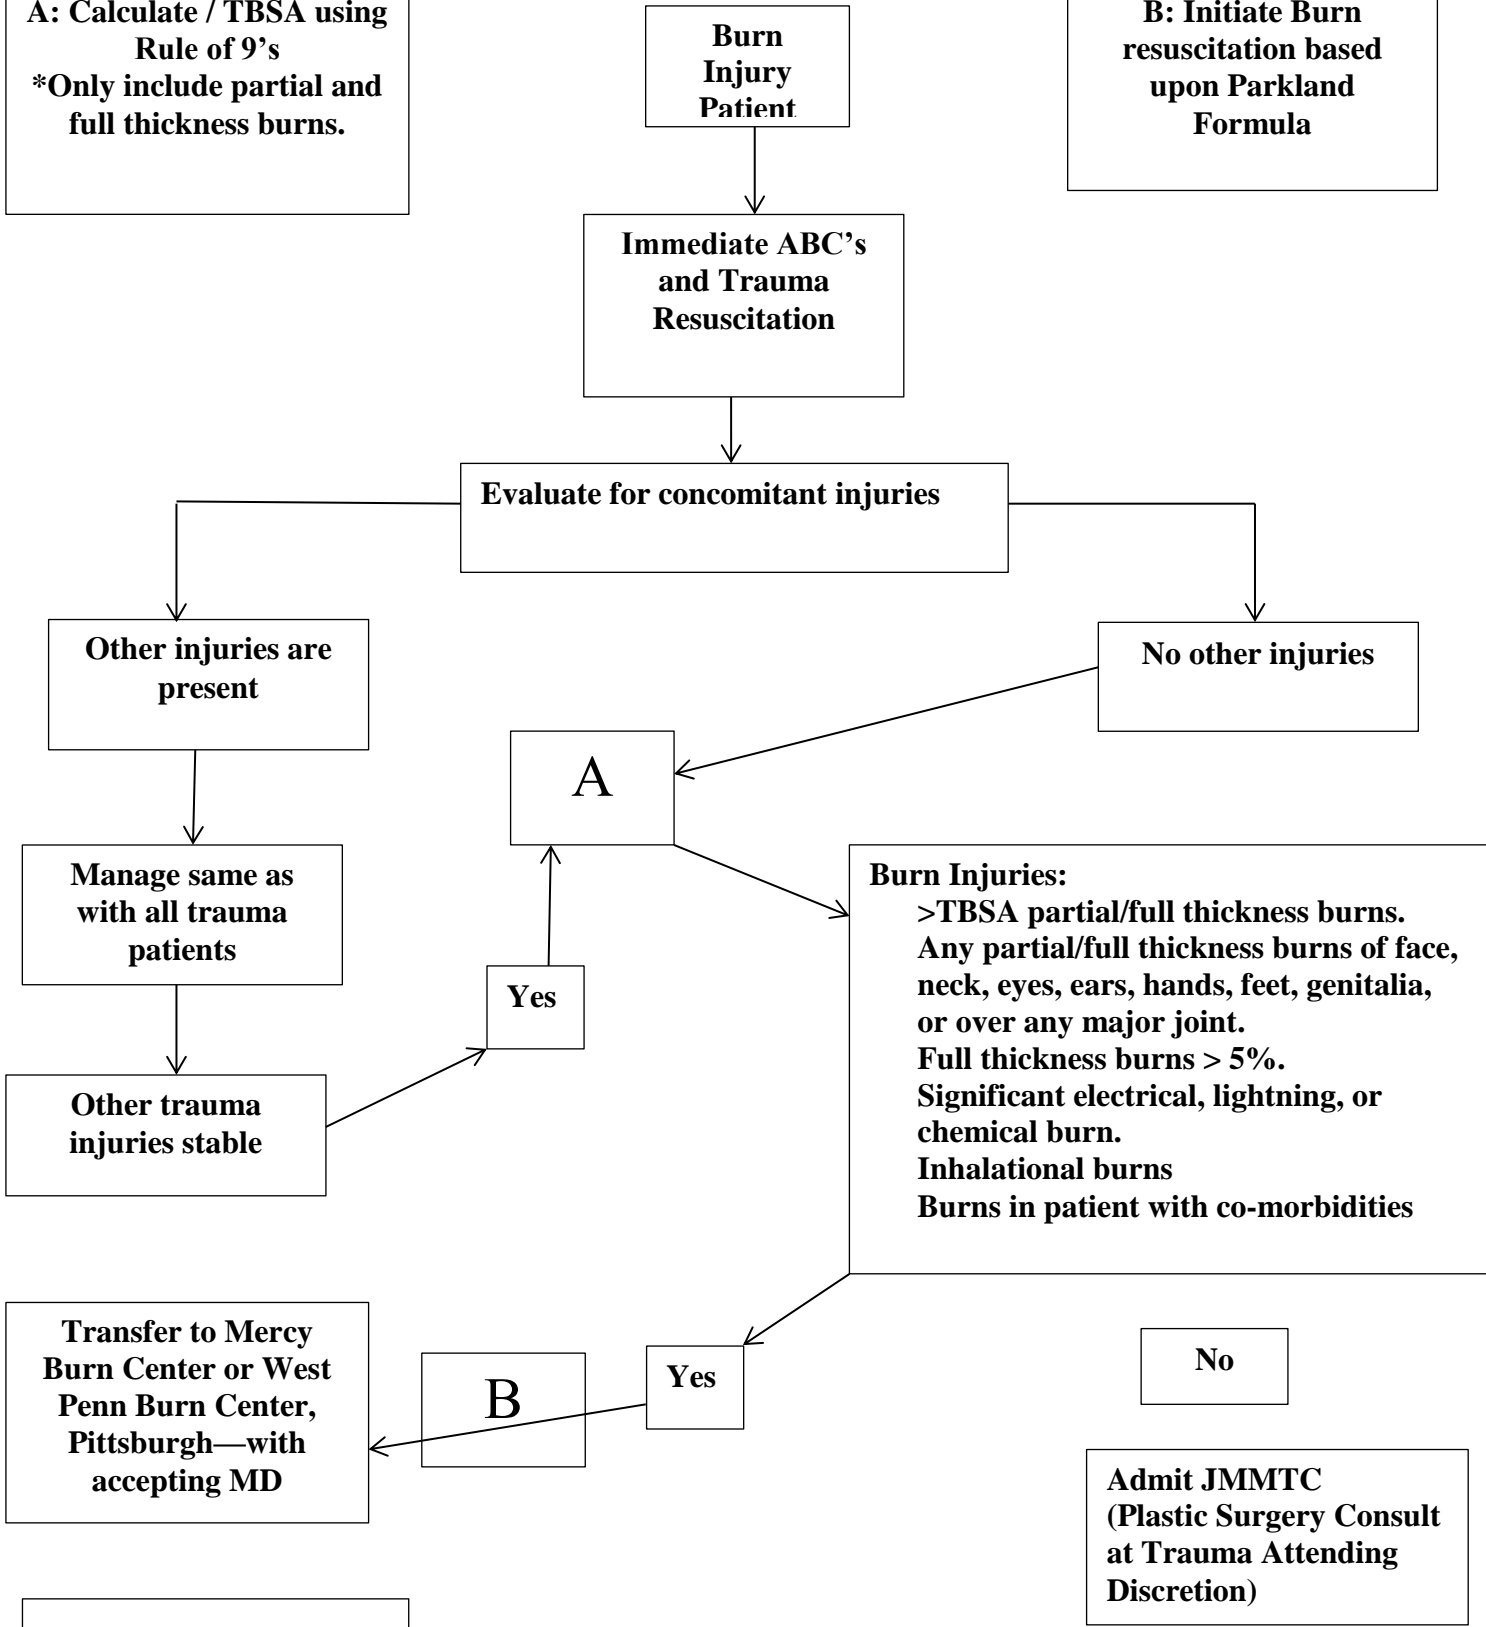 A: Calculate / TBSA using
Rule of 9’s
*Only include partial and
full thickness burns.
Burn
Injury
Patient
B: Initiate Burn
resuscitation based
upon Parkland
Formula
Immediate ABC’s
and Trauma
Resuscitation
Evaluate for concomitant injuries
Other injuries are
present
No other injuries
A
Manage same as
with all trauma
patients
Yes
Other trauma
injuries stable
Burn Injuries:
>TBSA partial/full thickness burns.
Any partial/full thickness burns of face,
neck, eyes, ears, hands, feet, genitalia,
or over any major joint.
Full thickness burns > 5%.
Significant electrical, lightning, or
chemical burn.
Inhalational burns
Burns in patient with co-morbidities
Transfer to Mercy
Burn Center or West
Penn Burn Center,
Pittsburgh—with
accepting MD
B
Yes
No
Admit JMMTC
(Plastic Surgery Consult
at Trauma Attending
Discretion)